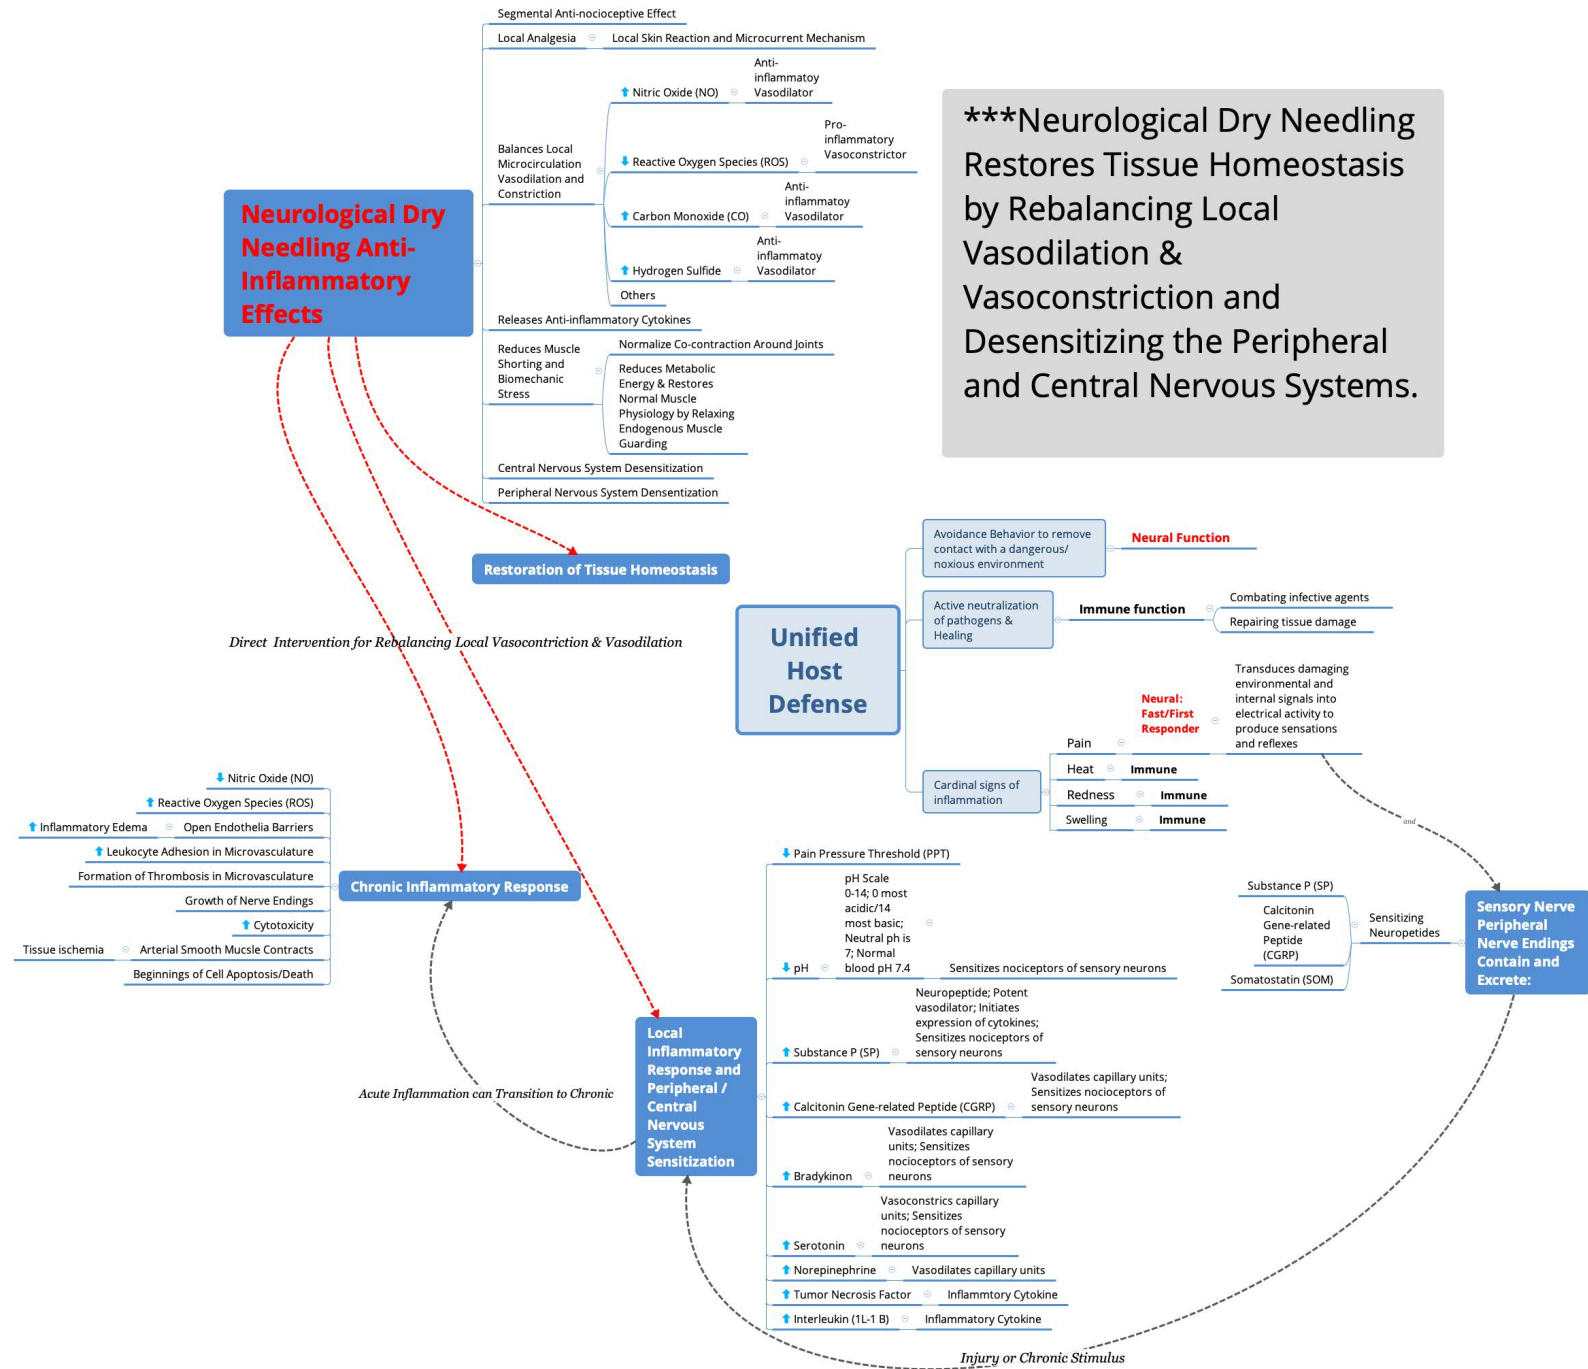 Segmental Anti-nociceptive Effect
Local Analgesia
Local Skin Reaction and Microcurrent Mechanism
Balances Local
Microcirculation
Vasodilation and
Constriction
Nitric Oxide (NO)
Anti-
inflammatoy
Vasodilator
Reactive Oxygen Species (ROS)
Pro-
inflammatory
Vasoconstrictor
Carbon Monoxide (CO)
Anti-
inflammatoy
Vasodilator
Hydrogen Sulfide
Anti-
inflammatoy
Vasodilator
Others
Neurological Dry
Needling Anti-
Inflammatory
Effects
Releases Anti-inflammatory Cytokines
Reduces Muscle
Shorting and
Biomechanic
Stress
Normalize Co-contraction Around Joints
Reduces Metabolic
Energy & Restores
Normal Muscle
Physiology by Relaxing
Endogenous Muscle
Guarding
Central Nervous System Desensitization
Peripheral Nervous System Densentization
***Neurological Dry Needling
Restores Tissue Homeostasis
by Rebalancing Local
Vasodilation &
Vasoconstriction and
Desensitizing the Peripheral
and Central Nervous Systems.
Restoration of Tissue Homeostasis
Direct Intervention for Rebalancing Local Vasocontriction & Vasodilation
Unified
Host
Defense
Avoidance Behavior to remove
contact with a dangerous/
noxious environment
Neural Function
Active neutralization
of pathogens &
Healing
Immune function
Combating infective agents
Repairing tissue damage
Cardinal signs of
inflammation
Pain
Neural:
Fast/First
Responder
Transduces damaging
environmental and
internal signals into
electrical activity to
produce sensations
and reflexes
Heat
Immune
Redness
Immune
Swelling
Immune
and
Nitric Oxide (NO)
Reactive Oxygen Species (ROS)
Inflammatory Edema
Open Endothelia Barriers
Leukocyte Adhesion in Microvasculature
Formation of Thrombosis in Microvasculature
Growth of Nerve Endings
Cytotoxicity
Tissue ischemia
Arterial Smooth Mucsle Contracts
Beginnings of Cell Apoptosis/Death
Chronic Inflammatory Response
Acute Inflammation can Transition to Chronic
Local
Inflammatory
Response and
Peripheral /
Central
Nervous
System
Sensitization
Pain Pressure Threshold (PPT)
pH
pH Scale
0-14; 0 most
acidic/14
most basic;
Neutral ph is
7; Normal
blood pH 7.4
Sensitizes nociceptors of sensory neurons
Substance P (SP)
Neuropeptide; Potent
vasodilator; Initiates
expression of cytokines;
Sensitizes nociceptors of
sensory neurons
Calcitonin Gene-related Peptide (CGRP)
Vasodilates capillary units;
Sensitizes nociceptors of
sensory neurons
Bradykinon
Vasodilates capillary
units; Sensitizes
nocioceptors of sensory
neurons
Serotonin
Vasoconstrics capillary
units; Sensitizes
nocioceptors of sensory
neurons
Norepinephrine
Vasodilates capillary units
Tumor Necrosis Factor
Inflammtory Cytokine
Interleukin (1L-1 B)
Inflammatory Cytokine
Substance P (SP)
Calcitonin
Gene-related
Peptide
(CGRP)
Somatostatin (SOM)
Sensitizing
Neuropetides
Sensory Nerve
Peripheral
Nerve Endings
Contain and
Excrete:
Injury or Chronic Stimulus